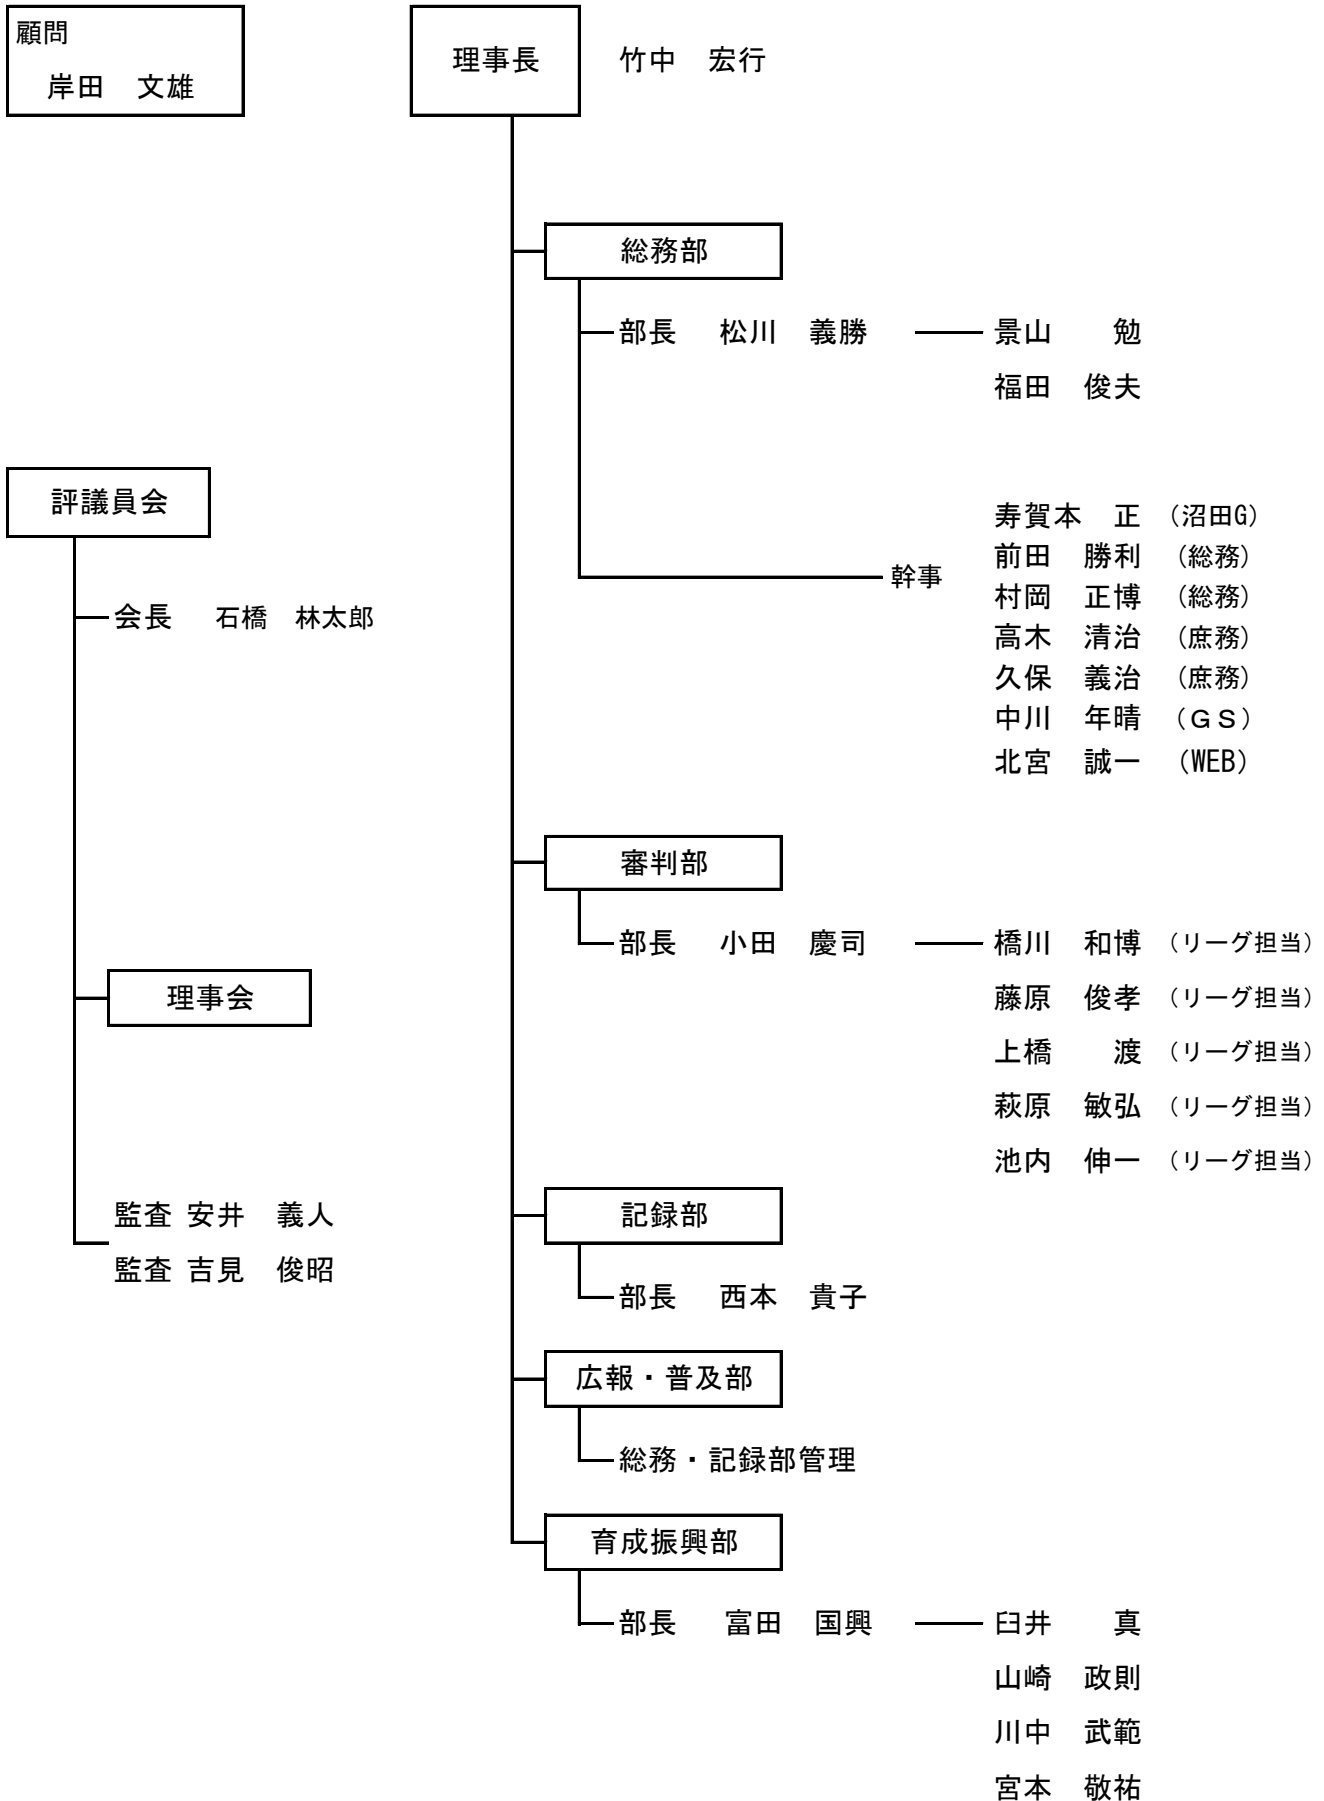 顧問
岸田　文雄
理事長　竹中　宏行
総務部
部長　松川　義勝　景山　勉
福田　俊夫
幹事
寿賀本　正　（沼田G）
前田　勝利　（総務）
村岡　正博　（総務）
高木　清治　（庶務）
久保　義治　（庶務）
中川　年晴　（ＧＳ）
北宮　誠一　（WEB）
評議員会
会長　石橋　林太郎
理事会
監査 安井　義人
監査 吉見　俊昭
審判部
部長　小田　慶司　橋川　和博　（リーグ担当）
藤原　俊孝　（リーグ担当）
上橋　渡　（リーグ担当）
萩原　敏弘　（リーグ担当）
池内　伸一　（リーグ担当）
記録部
部長　西本　貴子
広報・普及部
総務・記録部管理
育成振興部
部長　富田　国興　臼井　真
山崎　政則
川中　武範
宮本　敬祐